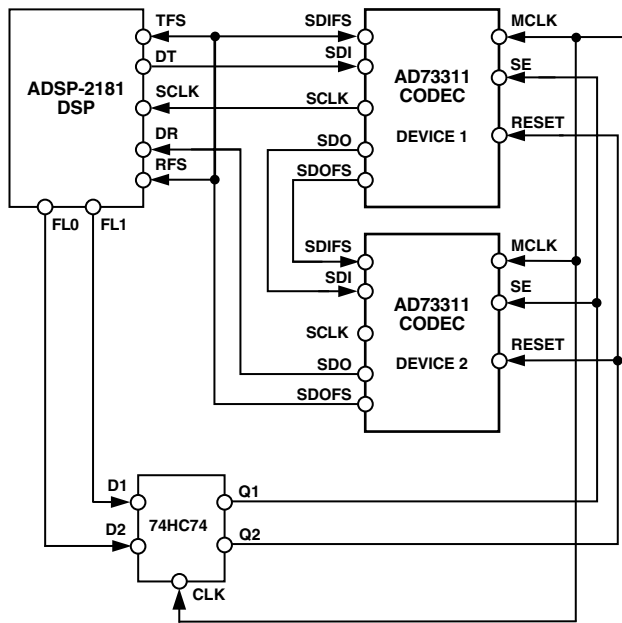 TFS
DT
SCLK
DR
RFS
ADSP-2181
DSP
FL0
FL1
SDIFS
SDI
SCLK
SDO
SDOFS
AD73311
CODEC
DEVICE 1
MCLK
SE
RESET
SDIFS
SDI
SCLK
SDO
SDOFS
AD73311
CODEC
DEVICE 2
MCLK
SE
RESET
D1
D2
74HC74
Q1
Q2
CLK